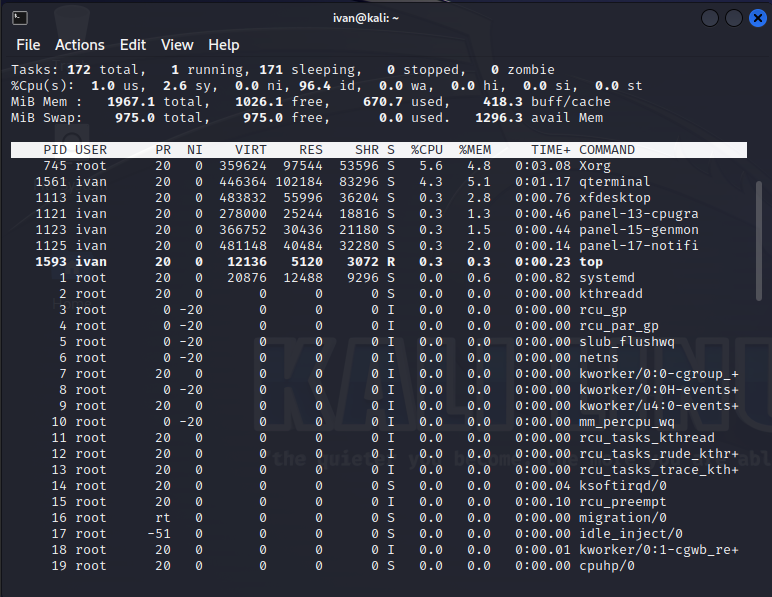 ivan@kali: ~
File Actions Edit View Help
Tasks: 172 total, 1 running, 171 sleeping, 0 stopped, 0 zombie
%Cpu(s): 1.0 us, 2.6 sy, 0.0 ni, 96.4 id, 0.0 wa, 0.0 hi, 0.0 si, 0.0 st
MiB Mem : 1967.1 total, 1026.1 free, 670.7 used, 418.3 buff/cache
MiB Swap: 975.0 total, 975.0 free, 0.0 used. 1296.3 avail Mem
PID USER PR NI VIRT RES SHR S %CPU %MEM TIME+ COMMAND
745 root 20 0 359624 97544 53596 S 5.6 4.8 0:03.08 Xorg
1561 ivan 20 0 446364 102184 83296 S 4.3 5.1 0:01.17 qterminal
1113 ivan 20 0 483832 55996 36204 S 0.3 2.8 0:00.76 xfdesktop
1121 ivan 20 0 278000 25244 18816 S 0.3 1.3 0:00.46 panel-13-cpugra
1123 ivan 20 0 366752 30436 21180 S 0.3 1.5 0:00.44 panel-15-genmon
1125 ivan 20 0 481148 40484 32280 S 0.3 2.0 0:00.14 panel-17-notifi
1593 ivan 20 0 12136 5120 3072 R 0.3 0.3 0:00.23 top
1 root 20 0 20876 12488 9296 S 0.0 0.6 0:00.82 systemd
2 root 20 0 0 0 0 S 0.0 0.0 0:00.00 kthreadd
3 root 0 -20 0 0 0 I 0.0 0.0 0:00.00 rcu_gp
4 root 0 -20 0 0 0 I 0.0 0.0 0:00.00 rcu_par_gp
5 root 0 -20 0 0 0 I 0.0 0.0 0:00.00 slub_flushwq
6 root 0 -20 0 0 0 I 0.0 0.0 0:00.00 netns
7 root 20 0 0 0 0 I 0.0 0.0 0:00.00 kworker/0:0-cgroup_+
8 root 0 -20 0 0 0 I 0.0 0.0 0:00.00 kworker/0:0H-events+
9 root 20 0 0 0 0 I 0.0 0.0 0:00.00 kworker/u4:0-events+
10 root 0 -20 0 0 0 I 0.0 0.0 0:00.00 mm_percpu_wq
11 root 20 0 0 0 0 I 0.0 0.0 0:00.00 rcu_tasks_kthread
12 root 20 0 0 0 0 I 0.0 0.0 0:00.00 rcu_tasks_rude_kthr+
13 root 20 0 0 0 0 I 0.0 0.0 0:00.00 rcu_tasks_trace_kth+
14 root 20 0 0 0 0 S 0.0 0.0 0:00.04 ksoftirqd/0
15 root 20 0 0 0 0 I 0.0 0.0 0:00.10 rcu_preempt
16 root rt 0 0 0 0 S 0.0 0.0 0:00.00 migration/0
17 root -51 0 0 0 0 S 0.0 0.0 0:00.00 idle_inject/0
18 root 20 0 0 0 0 I 0.0 0.0 0:00.01 kworker/0:1-cgwb_re+
19 root 20 0 0 0 0 S 0.0 0.0 0:00.00 cpuhp/0